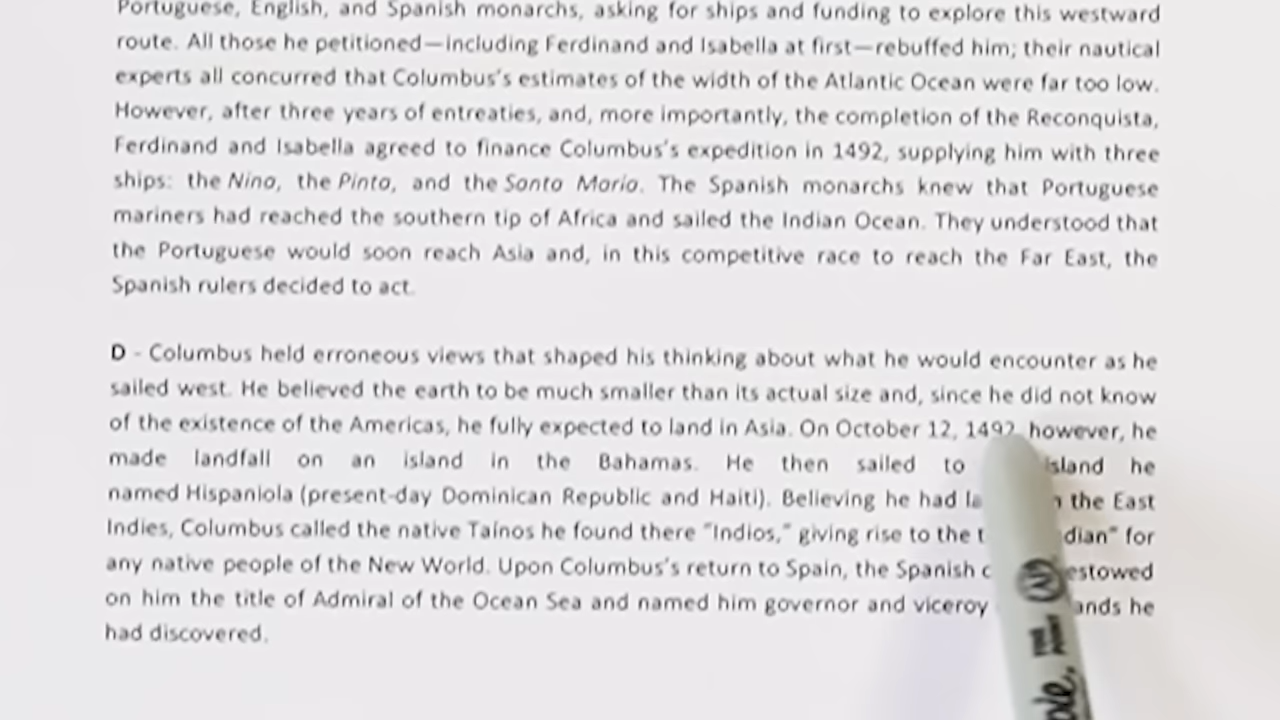 Portuguese, English, and Spanish monarchs, asking for ships and funding to explore this westward
route. All those he petitioned—including Ferdinand and Isabella at first—rebuffed him; their nautical
experts all concurred that Columbus's estimates of the width of the Atlantic Ocean were far too low.
However, after three years of entreaties, and, more importantly, the completion of the Reconquista,
Ferdinand and Isabella agreed to finance Columbus's expedition in 1492, supplying him with three
ships: the Nina, the Pinta, and the Santa Maria. The Spanish monarchs knew that Portuguese
mariners had reached the southern tip of Africa and sailed the Indian Ocean. They understood that
the Portuguese would soon reach Asia and, in this competitive race to reach the Far East, the
Spanish rulers decided to act.
D - Columbus held erroneous views that shaped his thinking about what he would encounter as he
sailed west. He believed the earth to be much smaller than its actual size and, since he did not know
of the existence of the Americas, he fully expected to land in Asia. On October 12, 1492, however, he
made landfall on an island in the Bahamas. He then sailed to island he
named Hispaniola (present-day Dominican Republic and Haiti). Believing he had the East
Indies, Columbus called the native Taínos he found there "Indios," giving rise to the for
any native people of the New World. Upon Columbus's return to Spain, the Spanish
on him the title of Admiral of the Ocean Sea and named him governor and viceroy he
had discovered.